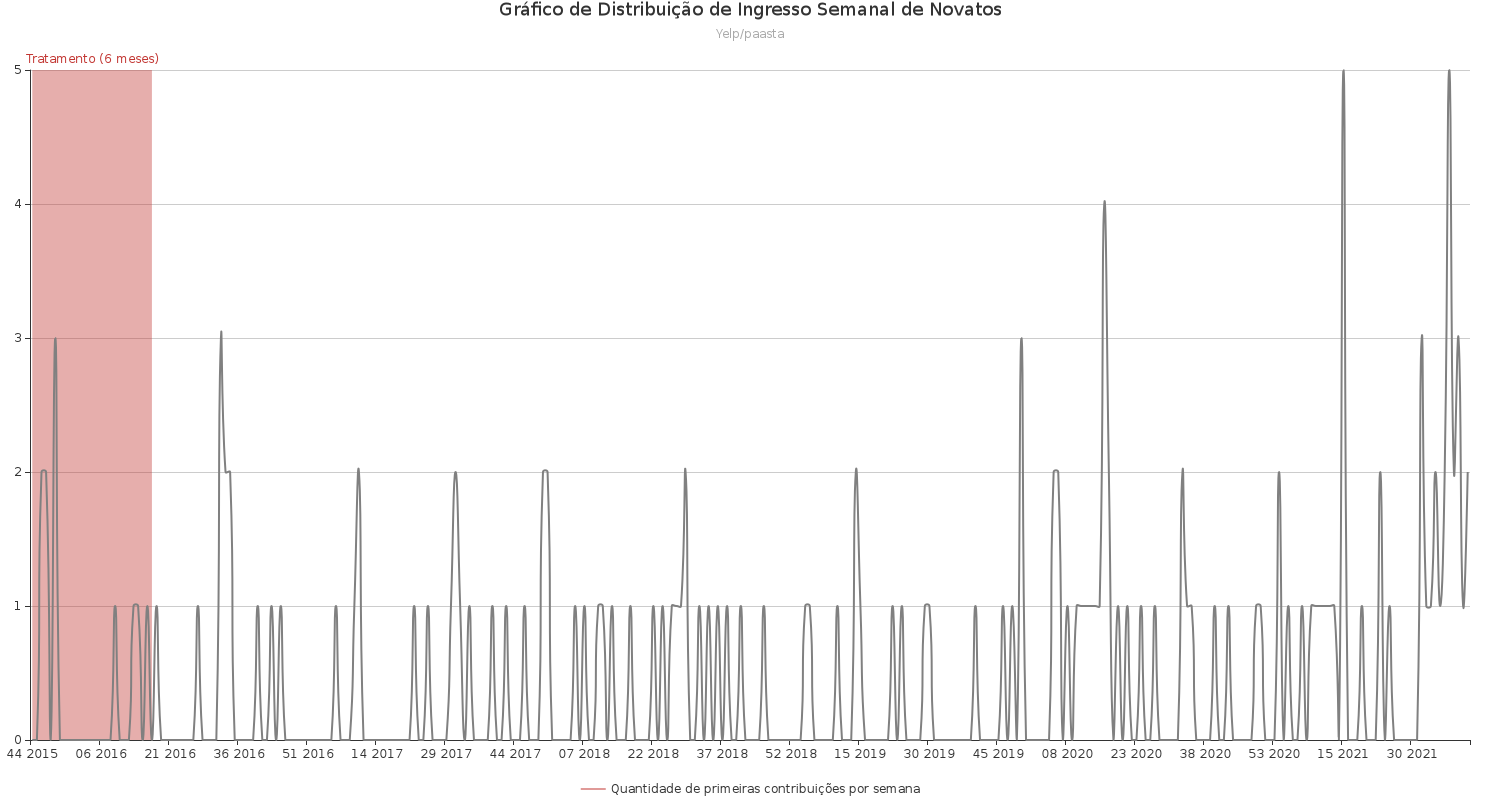 Gráfico de Distribuição de Ingresso Semanal de Novatos
Yelp/paasta
Tratamento (6 meses)
5
4
3
2
1
0
44 2015 06 2016 21 2016 36 2016 51 2016 14 2017 29 2017 44 2017 07 2018 22 2018 37 2018 52 2018 15 2019 30 2019 45 2019 08 2020 23 2020 38 2020 53 2020 15 2021 30 2021
Quantidade de primeiras contribuições por semana